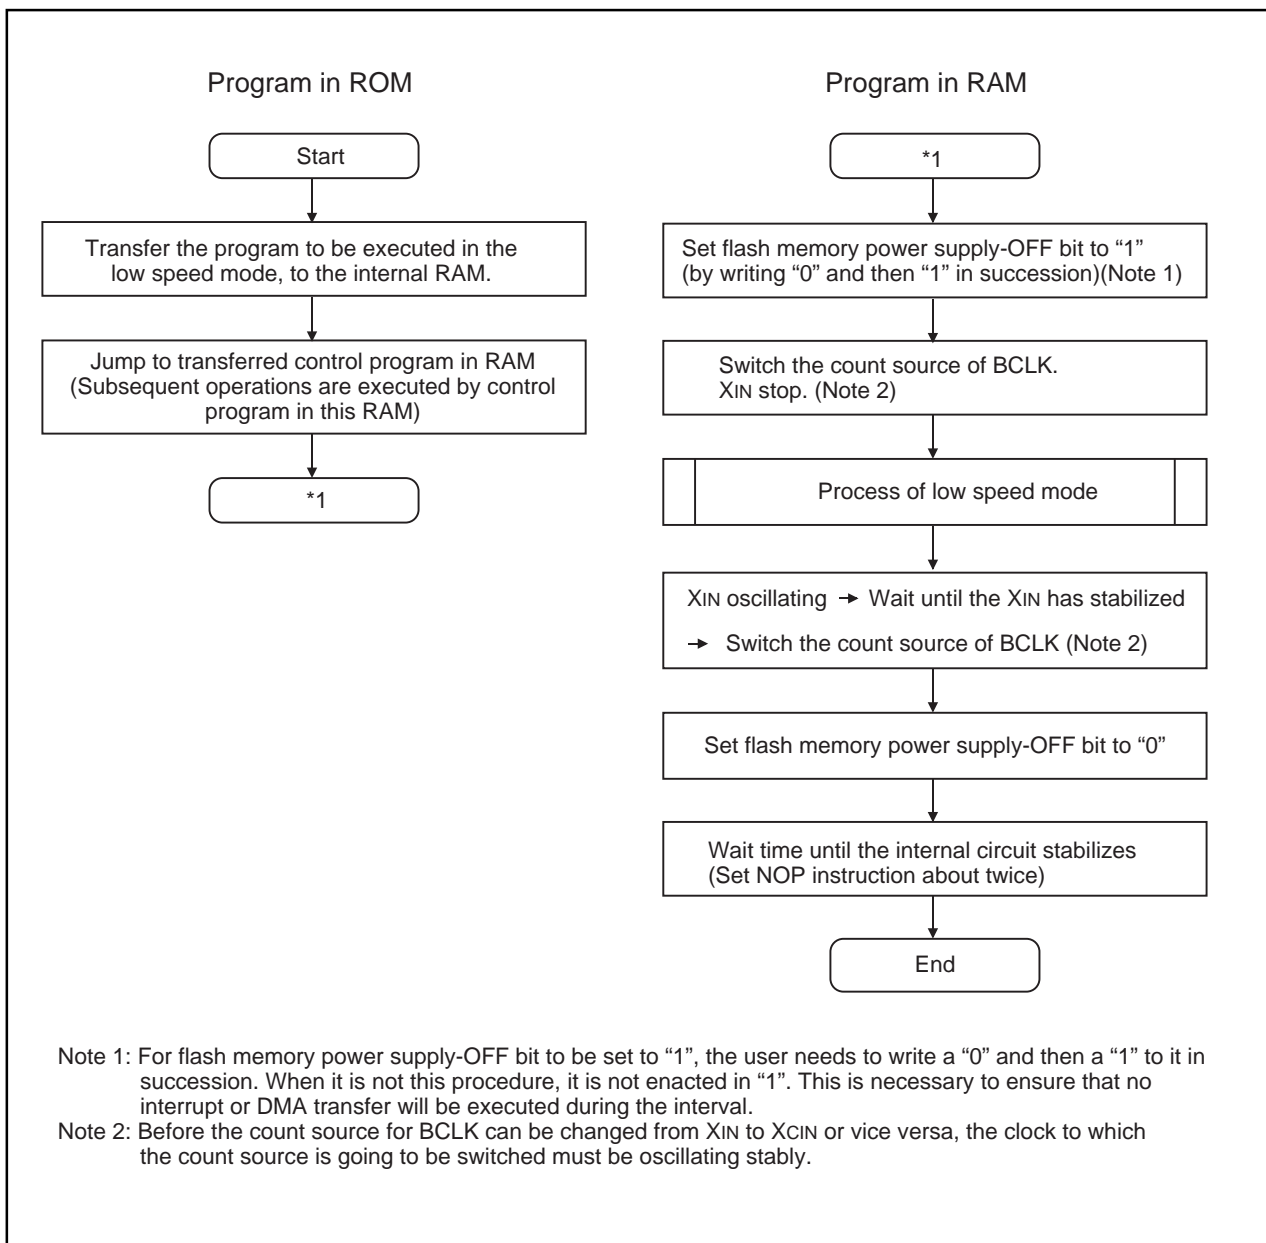 Program in ROM
Start
Transfer the program to be executed in the
low speed mode, to the internal RAM.
Jump to transferred control program in RAM
(Subsequent operations are executed by control
program in this RAM)
*1
Program in RAM
*1
Set flash memory power supply-OFF bit to “1”
(by writing “0” and then “1” in succession)(Note 1)
Switch the count source of BCLK.
XIN stop. (Note 2)
Process of low speed mode
XIN oscillating → Wait until the XIN has stabilized
→ Switch the count source of BCLK (Note 2)
Set flash memory power supply-OFF bit to “0”
Wait time until the internal circuit stabilizes
(Set NOP instruction about twice)
End
Note 1: For flash memory power supply-OFF bit to be set to “1”, the user needs to write a “0” and then a “1” to it in
succession. When it is not this procedure, it is not enacted in “1”. This is necessary to ensure that no
interrupt or DMA transfer will be executed during the interval.
Note 2: Before the count source for BCLK can be changed from XIN to XCIN or vice versa, the clock to which
the count source is going to be switched must be oscillating stably.